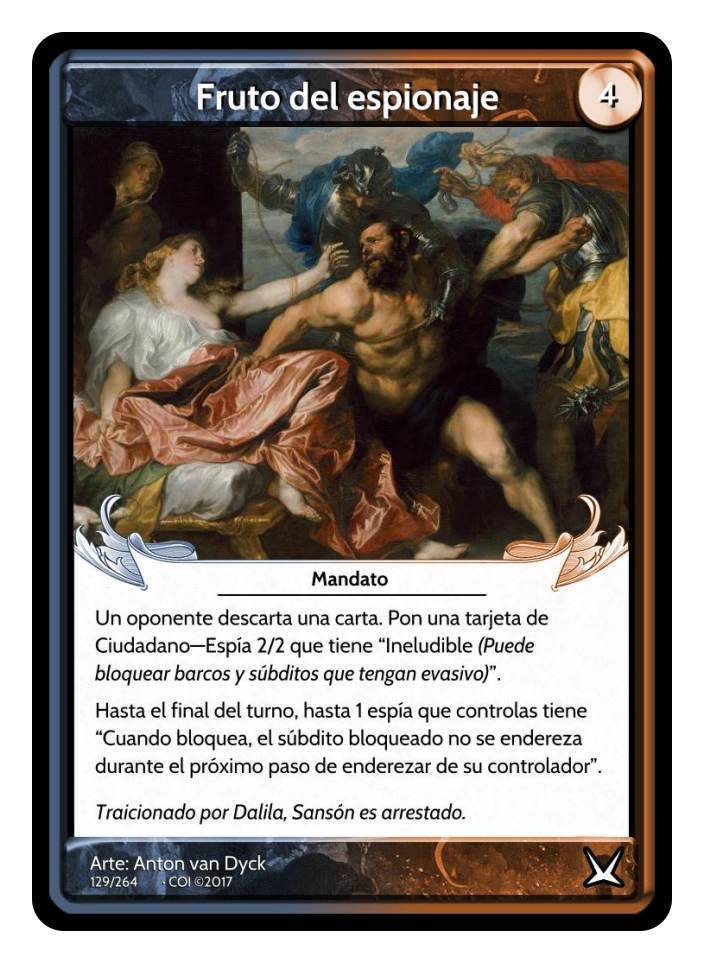 Fruto del espionaje
4
Mandato
Un oponente descarta una carta. Pon una tarjeta de
Ciudadano—Espía 2/2 que tiene “Ineludible (Puede
bloquear barcos y súbditos que tengan evasivo)”.
Hasta el final del turno, hasta 1 espía que controlas tiene
“Cuando bloquea, el súbdito bloqueado no se endereza
durante el próximo paso de enderezar de su controlador”.
Traicionado por Dalila, Sansón es arrestado.
Arte: Anton van Dyck
129/264 · COI ©2017